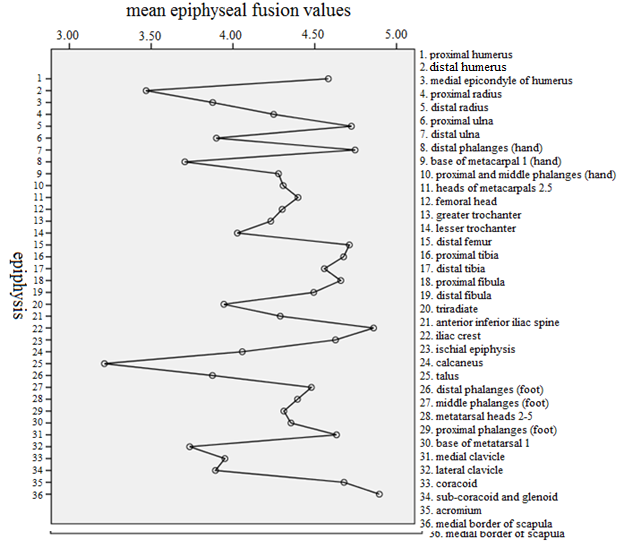 mean epiphyseal fusion values
3.00 3.50 4.00 4.50 5.00
epiphysis
1
2
3
4
5
6
7
8
9
10
11
12
13
14
15
16
17
18
19
20
21
22
23
24
25
26
27
28
29
30
31
32
33
34
35
36
1. proximal humerus
2. distal humerus
3. medial epicondyle of humerus
4. proximal radius
5. distal radius
6. proximal ulna
7. distal ulna
8. distal phalanges (hand)
9. base of metacarpal 1 (hand)
10. proximal and middle phalanges (hand)
11. heads of metacarpals 2.5
12. femoral head
13. greater trochanter
14. lesser trochanter
15. distal femur
16. proximal tibia
17. distal tibia
18. proximal fibula
19. distal fibula
20. triradiate
21. anterior inferior iliac spine
22. iliac crest
23. ischial epiphysis
24. calcaneus
25. talus
26. distal phalanges (foot)
27. middle phalanges (foot)
28. metatarsal heads 2-5
29. proximal phalanges (foot)
30. base of metatarsal 1
31. medial clavicle
32. lateral clavicle
33. coracoid
34. sub-coracoid and glenoid
35. acromium
36. medial border of scapula
36. medial border of scapula